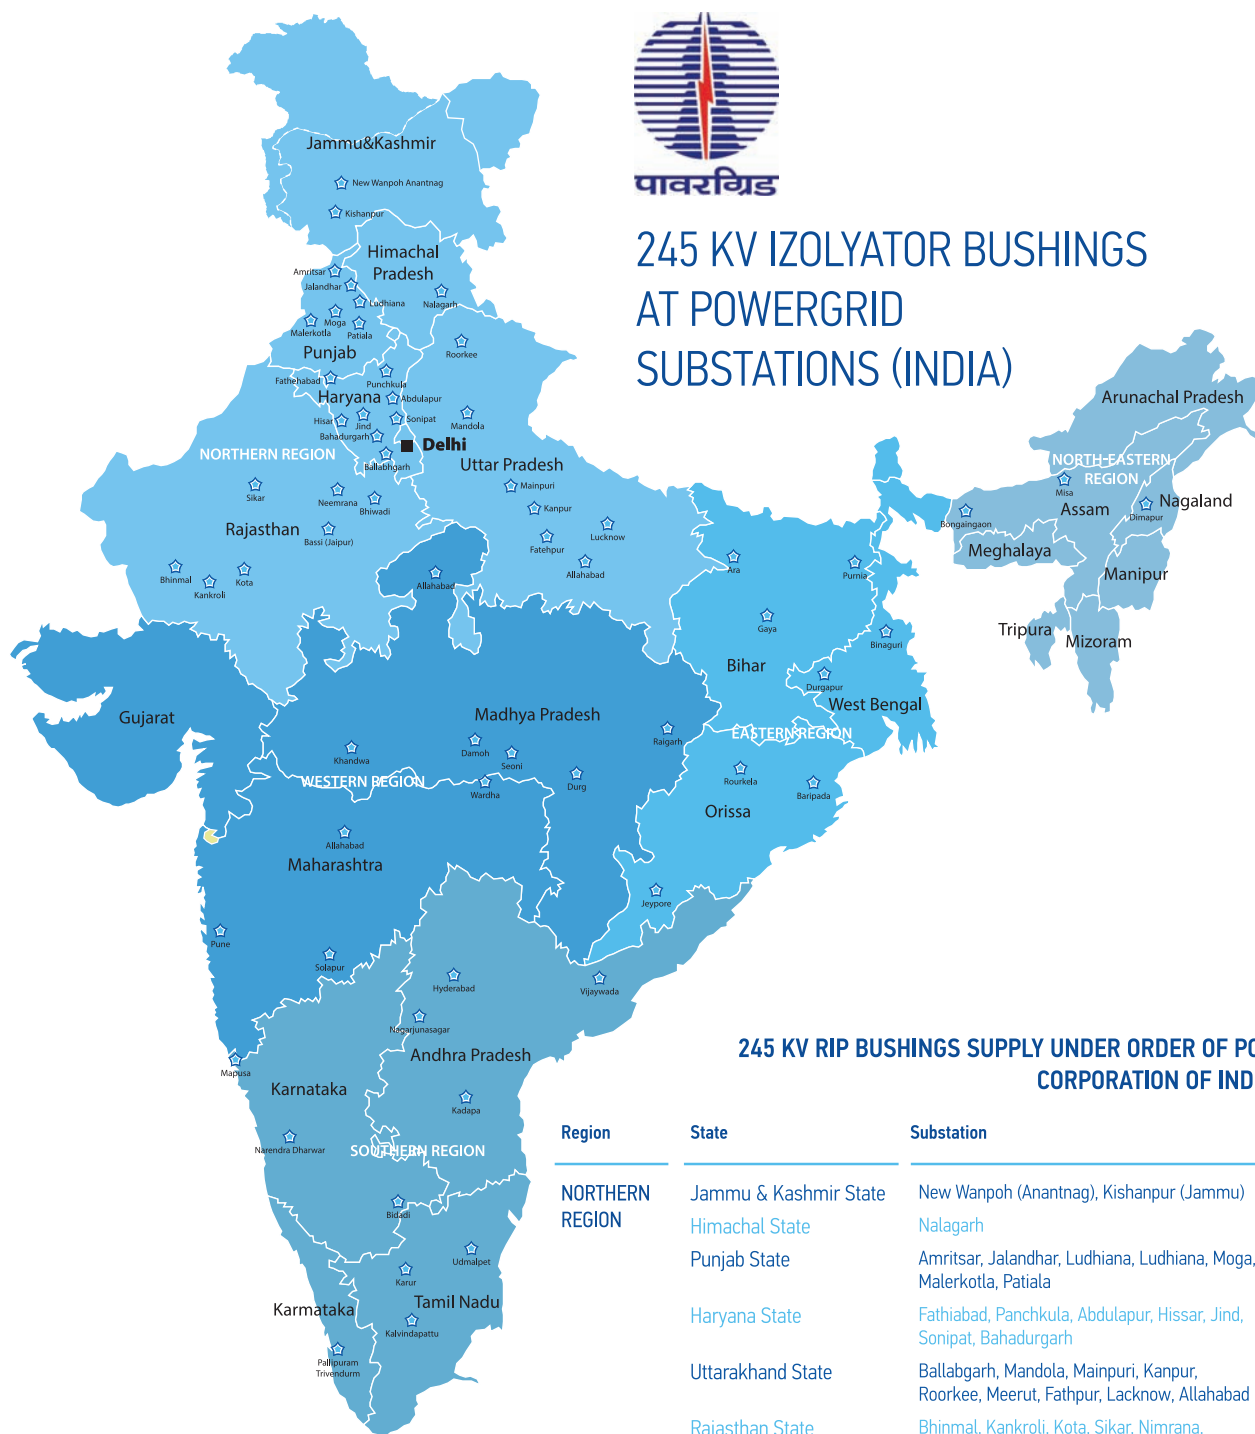 पावरग्रिड
245 KV IZOLYATOR BUSHINGS
AT POWERGRID
SUBSTATIONS (INDIA)
Jammu&Kashmir
New Wanpoh Anantnag
Kishanpur
Himachal
Pradesh
Amritsar
Jalandhar
Ludhiana
Nalagarh
Moga
Malerkotla
Patiala
Punjab
Roorkee
Fathehabad
Punchkula
Haryana
Abdulapur
Hisar
Jind
Sonipat
Mandola
Bahadurgarh
Delhi
Ballabhgarh
NORTHERN REGION
Uttar Pradesh
Sikar
Neemrana
Bhiwadi
Mainpuri
Kanpur
Rajasthan
Bassi (Jaipur)
Lucknow
Fatehpur
Allahabad
Bhinmal
Kankroli
Kota
Allahabad
Arunachal Pradesh
NORTH-EASTERN
REGION
Misa
Assam
Nagaland
Dimapur
Bongaingaon
Meghalaya
Manipur
Tripura
Mizoram
Ara
Purnia
Gaya
Binaguri
Bihar
Durgapur
West Bengal
EASTERN REGION
Gujarat
Madhya Pradesh
Raigarh
Khandwa
Damoh
Seoni
WESTERN REGION
Wardha
Durg
Rourkela
Baripada
Orissa
Allahabad
Maharashtra
Jeypore
Pune
Solapur
Hyderabad
Vijaywada
Nagarjunasagar
Andhra Pradesh
Mapusa
Karnataka
Kadapa
Narendra Dharwar
SOUTHERN REGION
Bidadi
Udmalpet
Karur
Karmataka
Tamil Nadu
Kalvindapattu
Pallipuram
Trivendurm
245 KV RIP BUSHINGS SUPPLY UNDER ORDER OF PO
CORPORATION OF IND
Region State Substation
NORTHERN
REGION
Jammu & Kashmir State New Wanpoh (Anantnag), Kishanpur (Jammu)
Himachal State Nalagarh
Punjab State Amritsar, Jalandhar, Ludhiana, Ludhiana, Moga,
Malerkotla, Patiala
Haryana State Fathiabad, Panchkula, Abdulapur, Hissar, Jind,
Sonipat, Bahadurgarh
Uttarakhand State Ballabgarh, Mandola, Mainpuri, Kanpur,
Roorkee, Meerut, Fathpur, Lacknow, Allahabad
Rajasthan State Bhinmal, Kankroli, Kota, Sikar, Nimrana,